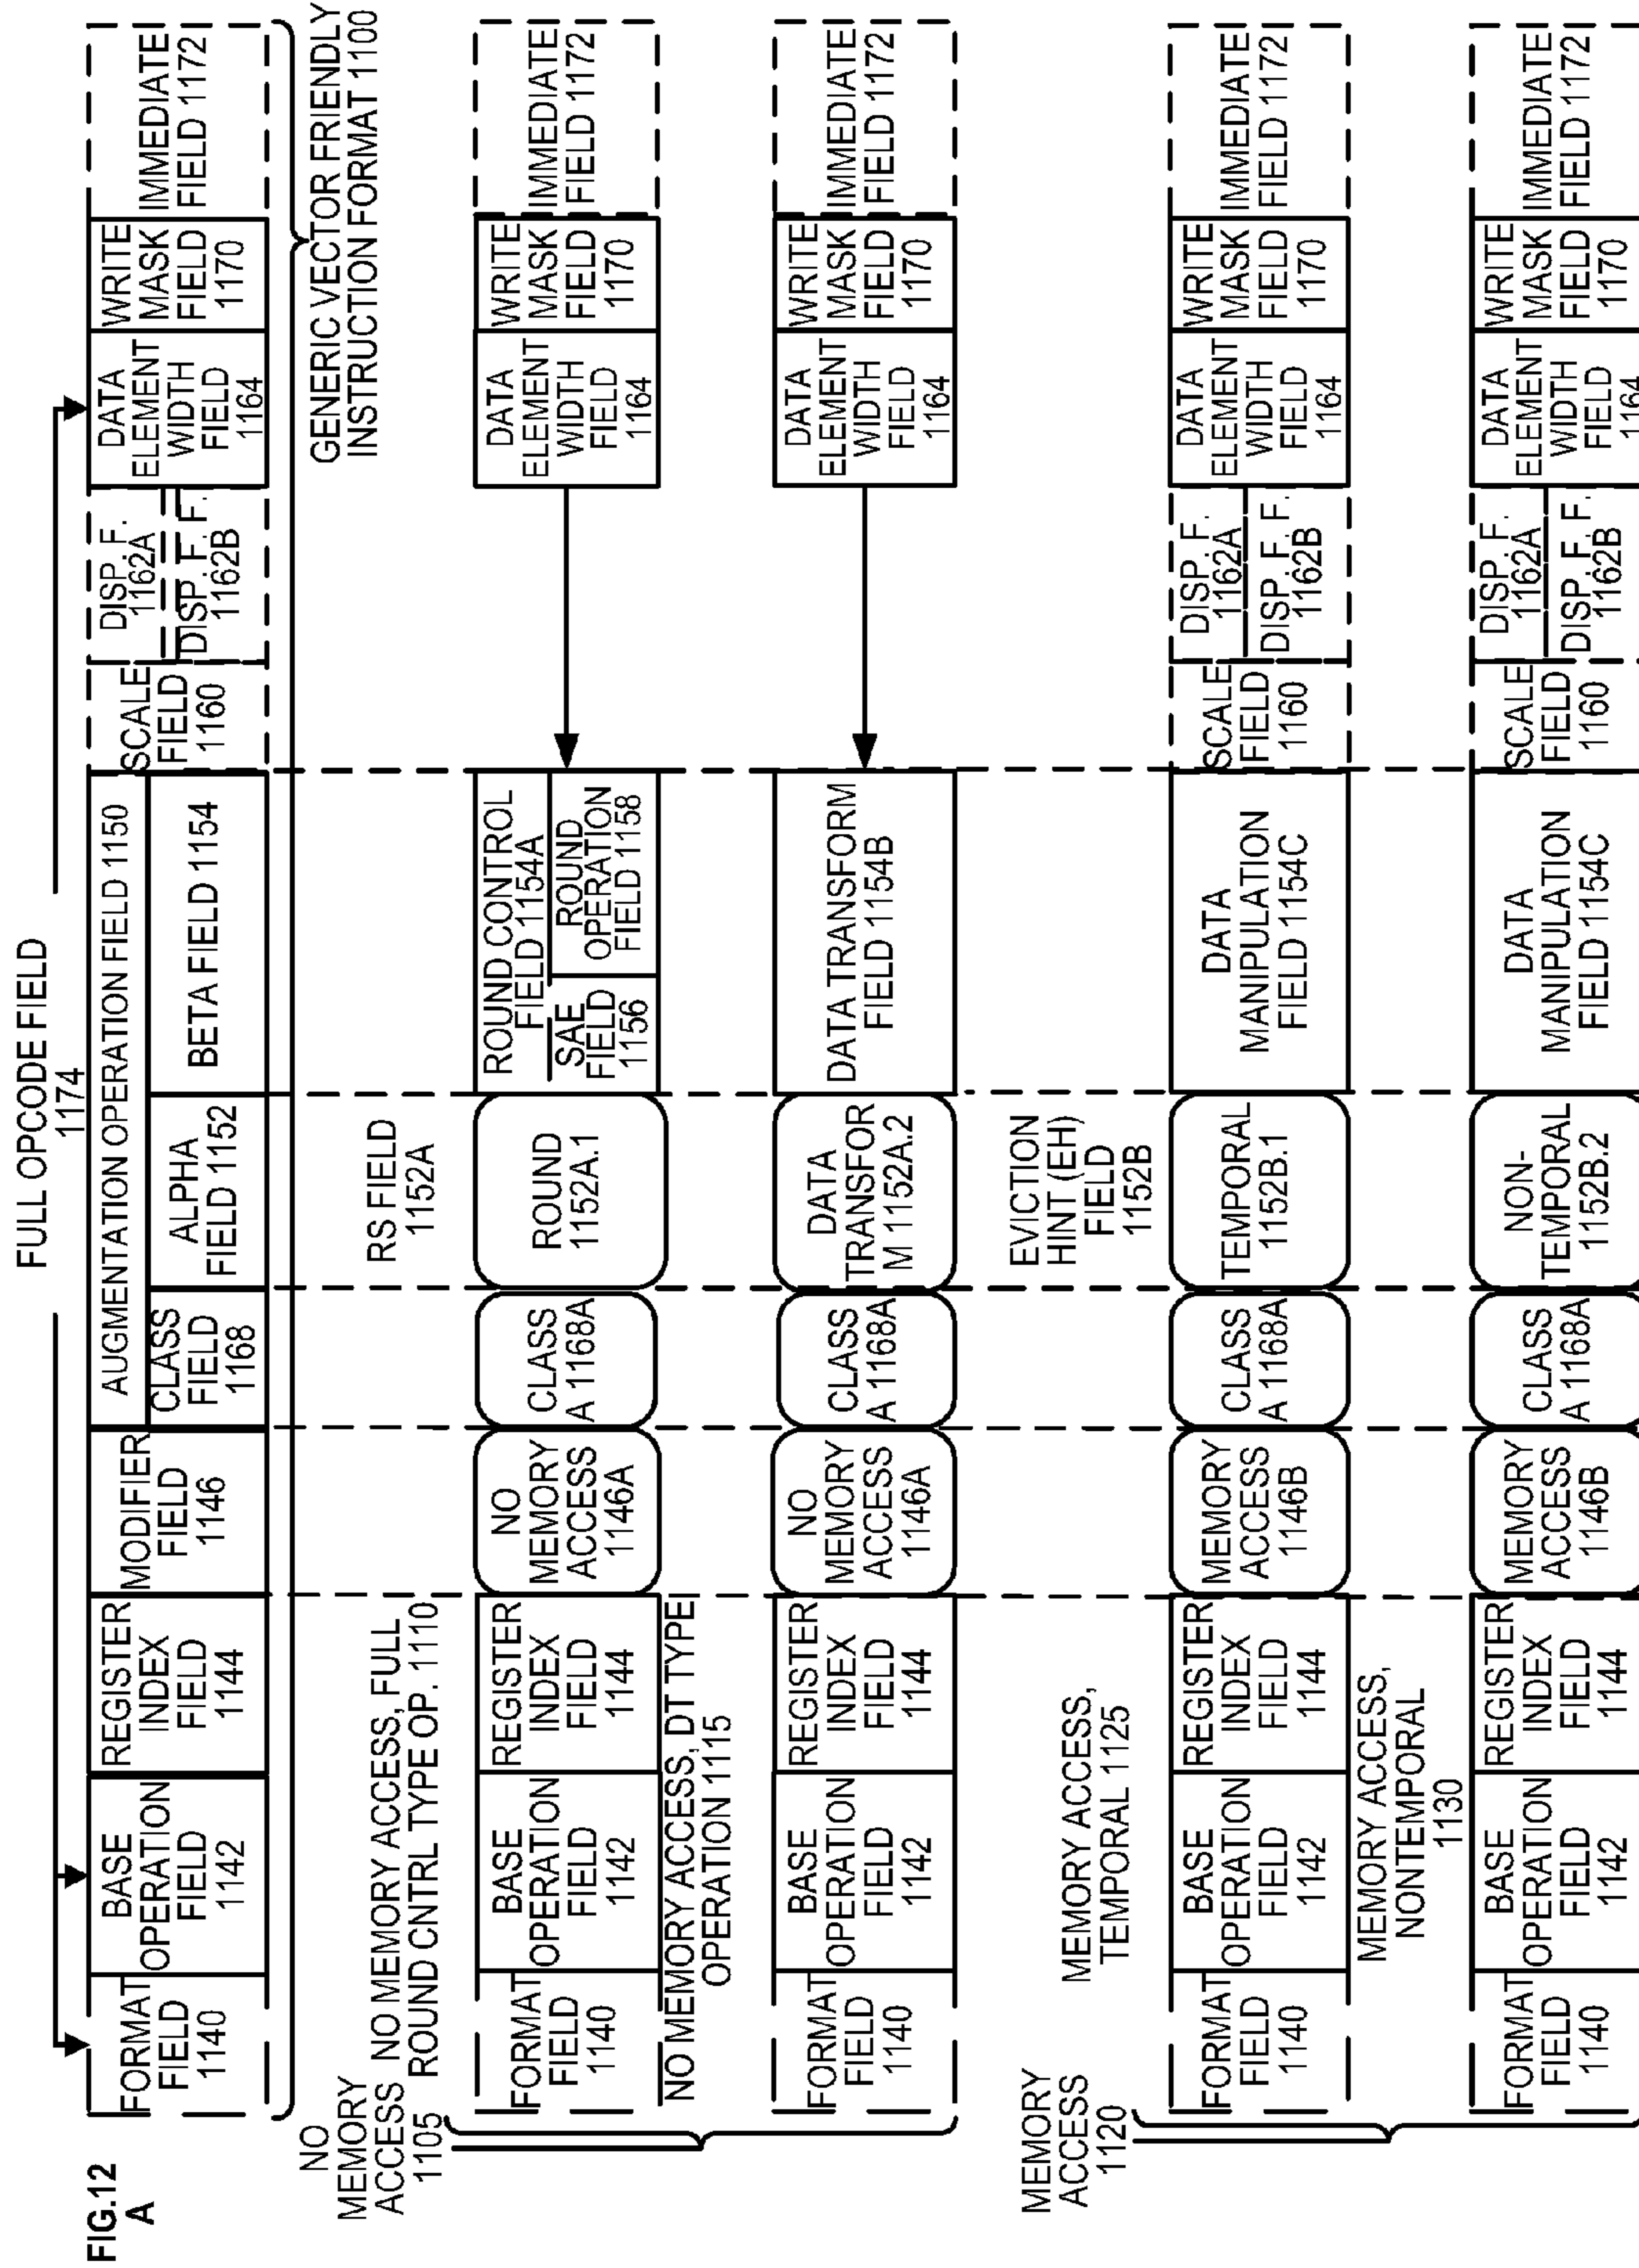 FIG.12
A
FULL OPCODE FIELD
1174
FORMAT
FIELD
1140
BASE
OPERATION
FIELD
1142
REGISTER
INDEX
FIELD
1144
MODIFIER
FIELD
1146
AUGMENTATION OPERATION FIELD 1150
CLASS
FIELD
1168
ALPHA
FIELD 1152
BETA FIELD 1154
SCALE
FIELD
1160
DISP. F.
1162A
DISP. F. F.
1162B
DATA
ELEMENT
WIDTH
FIELD
1164
WRITE
MASK
FIELD
1170
IMMEDIATE
FIELD 1172
GENERIC VECTOR FRIENDLY
INSTRUCTION FORMAT 1100
NO
MEMORY
ACCESS
1105
NO MEMORY ACCESS, FULL
ROUND CNTRL TYPE OP. 1110
RS FIELD
1152A
FORMAT
FIELD
1140
BASE
OPERATION
FIELD
1142
REGISTER
INDEX
FIELD
1144
NO
MEMORY
ACCESS
1146A
CLASS
A 1168A
ROUND
1152A.1
ROUND CONTROL
FIELD 1154A
SAE
FIELD
1156
ROUND
OPERATION
FIELD 1158
DATA
ELEMENT
WIDTH
FIELD
1164
WRITE
MASK
FIELD
1170
IMMEDIATE
FIELD 1172
NO MEMORY ACCESS, DT TYPE
OPERATION 1115
FORMAT
FIELD
1140
BASE
OPERATION
FIELD
1142
REGISTER
INDEX
FIELD
1144
NO
MEMORY
ACCESS
1146A
CLASS
A 1168A
DATA
TRANSFOR
M 1152A.2
DATA TRANSFORM
FIELD 1154B
DATA
ELEMENT
WIDTH
FIELD
1164
WRITE
MASK
FIELD
1170
IMMEDIATE
FIELD 1172
MEMORY
ACCESS
1120
MEMORY ACCESS,
TEMPORAL 1125
EVICTION
HINT (EH)
FIELD
1152B
FORMAT
FIELD
1140
BASE
OPERATION
FIELD
1142
REGISTER
INDEX
FIELD
1144
MEMORY
ACCESS
1146B
CLASS
A 1168A
TEMPORAL
1152B.1
DATA
MANIPULATION
FIELD 1154C
SCALE
FIELD
1160
DISP. F.
1162A
DISP. F. F.
1162B
DATA
ELEMENT
WIDTH
FIELD
1164
WRITE
MASK
FIELD
1170
IMMEDIATE
FIELD 1172
MEMORY ACCESS,
NONTEMPORAL
1130
FORMAT
FIELD
1140
BASE
OPERATION
FIELD
1142
REGISTER
INDEX
FIELD
1144
MEMORY
ACCESS
1146B
CLASS
A 1168A
NON-
TEMPORAL
1152B.2
DATA
MANIPULATION
FIELD 1154C
SCALE
FIELD
1160
DISP. F.
1162A
DISP. F. F.
1162B
DATA
ELEMENT
WIDTH
FIELD
1164
WRITE
MASK
FIELD
1170
IMMEDIATE
FIELD 1172